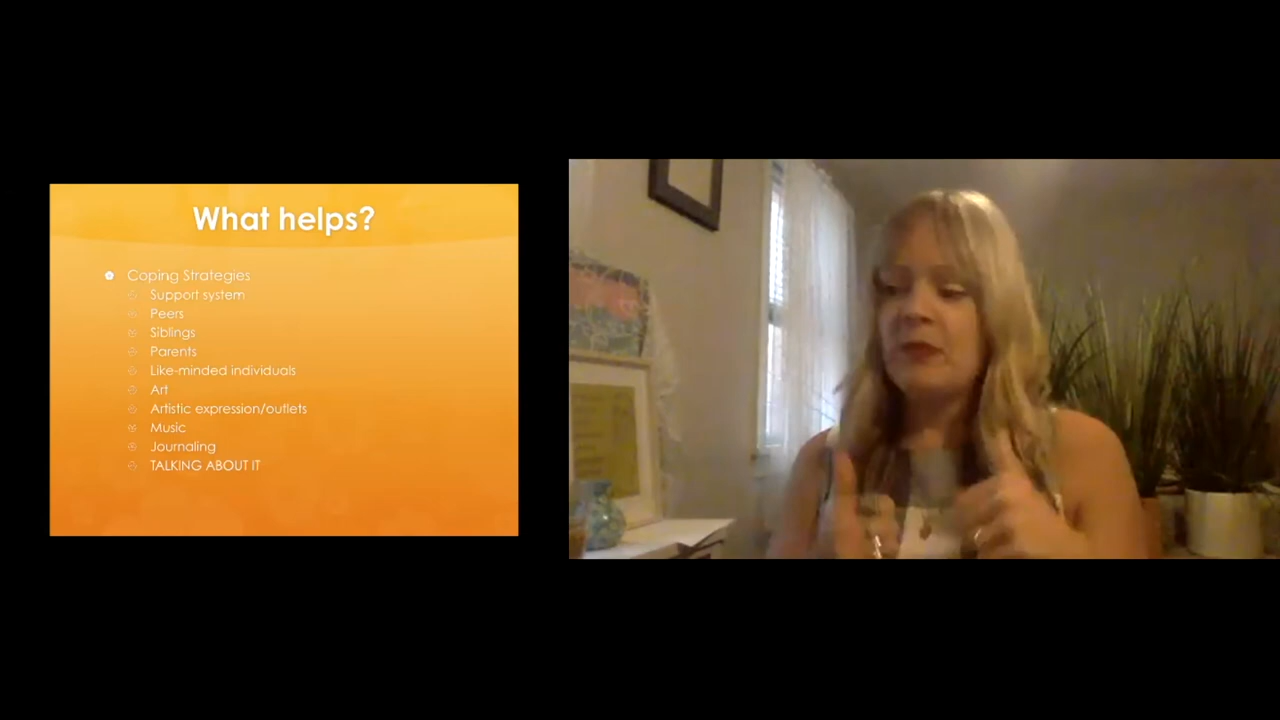 What helps?
Coping Strategies
Support system
Peers
Siblings
Parents
Like-minded individuals
Art
Artistic expression/outlets
Music
Journaling
TALKING ABOUT IT